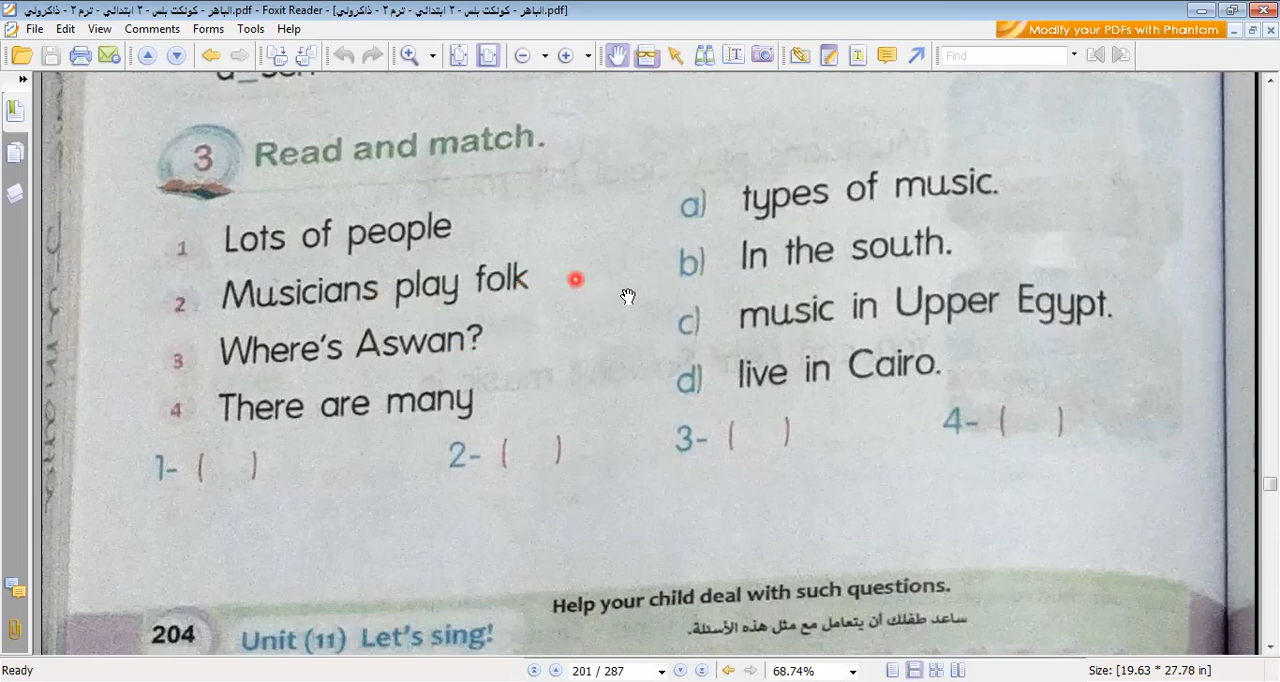 الباهر - كونكت بلس - ٢ ابتدائي - ترم ٢ - ذاكرولي.pdf - Foxit Reader - [الباهر - كونكت بلس - ٢ ابتدائي - ترم ٢ - ذاكرولي.pdf]
File Edit View Comments Forms Tools Help
Modify your PDFs with Phantom
Find
3 Read and match.
1 Lots of people
a) types of music.
2 Musicians play folk
b) In the south.
3 Where's Aswan?
c) music in Upper Egypt.
4 There are many
d) live in Cairo.
1- ( ) 2- ( ) 3- ( ) 4- ( )
Help your child deal with such questions.
ساعد طفلك أن يتعامل مع مثل هذه الأسئلة.
204 Unit (11) Let's sing!
Ready 201 / 287 68.74% Size: [19.63 * 27.78 in]